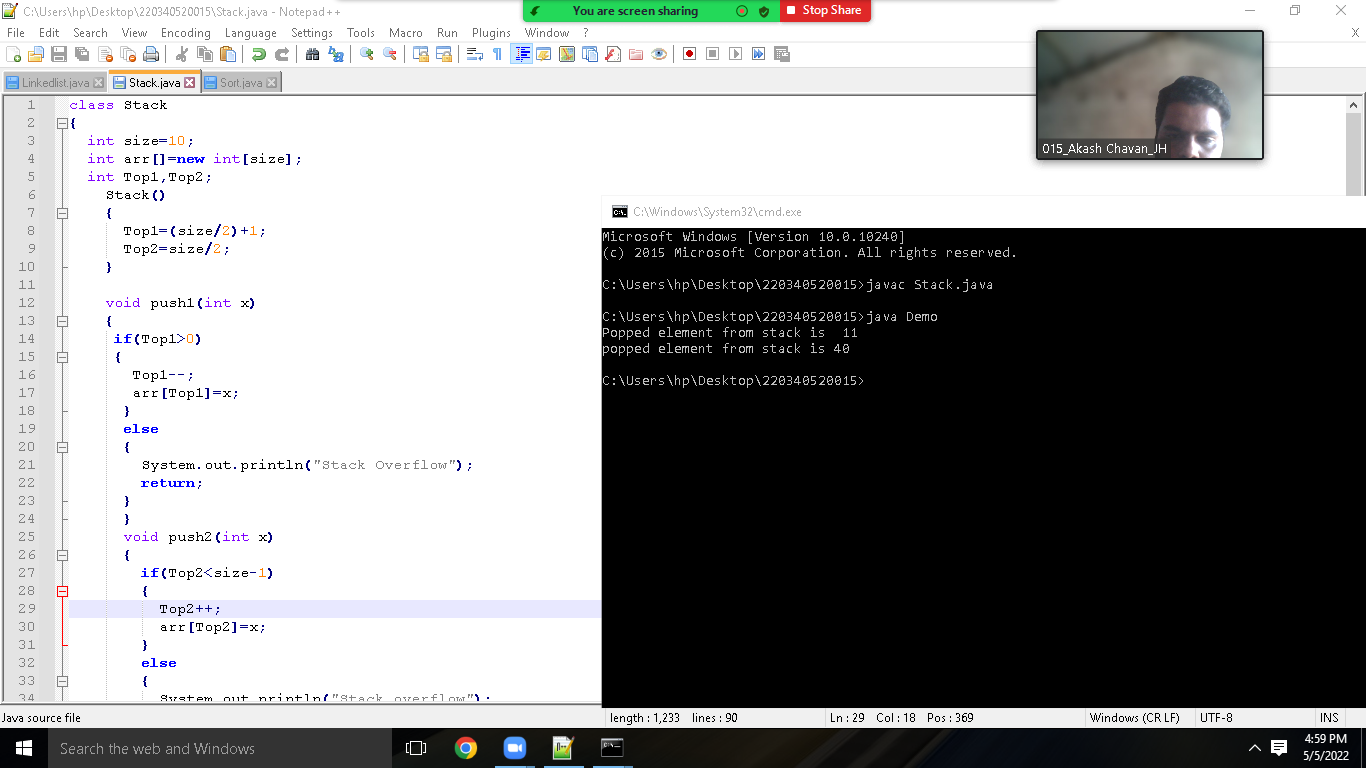 C:\Users\hp\Desktop\220340520015\Stack.java - Notepad++
You are screen sharing
Stop Share
File Edit Search View Encoding Language Settings Tools Macro Run Plugins Window ?
X
Linkedlist.java Stack.java Sort.java
015_Akash Chavan_JH
1 class Stack
2 {
3 int size=10;
4 int arr[]=new int[size];
5 int Top1,Top2;
6 Stack()
7 {
8 Top1=(size/2)+1;
9 Top2=size/2;
10 }
11
12 void push1(int x)
13 {
14 if(Top1>0)
15 {
16 Top1--;
17 arr[Top1]=x;
18 }
19 else
20 {
21 System.out.println("Stack Overflow");
22 return;
23 }
24 }
25 void push2(int x)
26 {
27 if(Top2<size-1)
28 {
29 Top2++;
30 arr[Top2]=x;
31 }
32 else
33 {
34 System.out.println("Stack overflow");
C:\Windows\System32\cmd.exe
Microsoft Windows [Version 10.0.10240]
(c) 2015 Microsoft Corporation. All rights reserved.
C:\Users\hp\Desktop\220340520015>javac Stack.java
C:\Users\hp\Desktop\220340520015>java Demo
Popped element from stack is  11
popped element from stack is 40
C:\Users\hp\Desktop\220340520015>
Java source file
length : 1,233 lines : 90
Ln : 29 Col : 18 Pos : 369
Windows (CR LF)
UTF-8
INS
Search the web and Windows
4:59 PM
5/5/2022